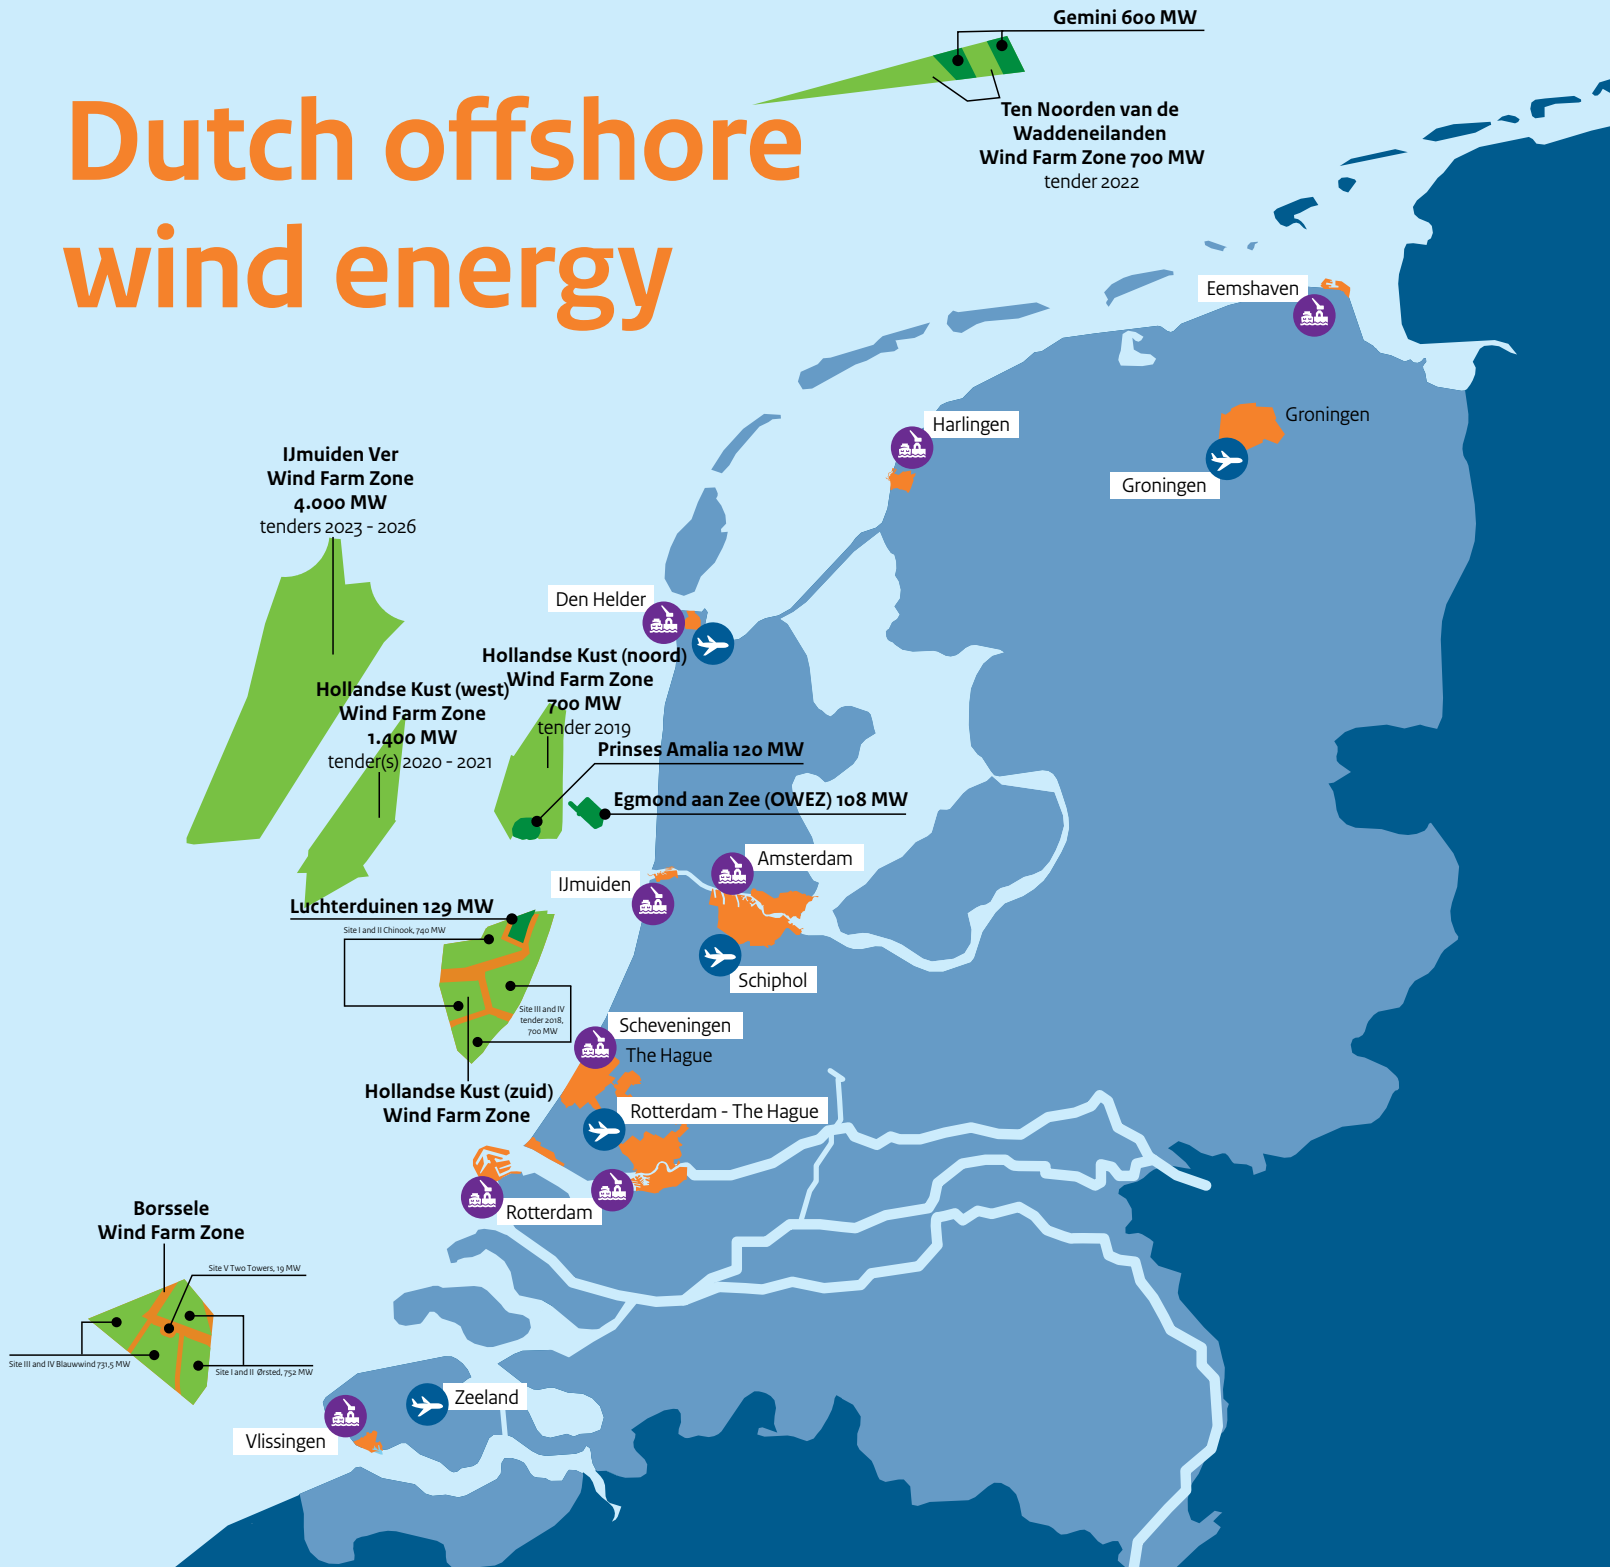 Gemini 600 MW
Dutch offshore
wind energy
Ten Noorden van de
Waddeneilanden
Wind Farm Zone 700 MW
tender 2022
Eemshaven
Harlingen
Groningen
Groningen
IJmuiden Ver
Wind Farm Zone
4.000 MW
tenders 2023 - 2026
Den Helder
Hollandse Kust (noord)
Wind Farm Zone
700 MW
tender 2019
Hollandse Kust (west)
Wind Farm Zone
1.400 MW
tender(s) 2020 - 2021
Prinses Amalia 120 MW
Egmond aan Zee (OWEZ) 108 MW
Amsterdam
IJmuiden
Luchterduinen 129 MW
Site I and II Chinook, 740 MW
Schiphol
Site III and IV
tender 2018,
700 MW
Scheveningen
The Hague
Hollandse Kust (zuid)
Wind Farm Zone
Rotterdam - The Hague
Rotterdam
Borssele
Wind Farm Zone
Site V Two Towers, 19 MW
Site III and IV Blauwwind 731,5 MW
Site I and II Ørsted, 752 MW
Zeeland
Vlissingen